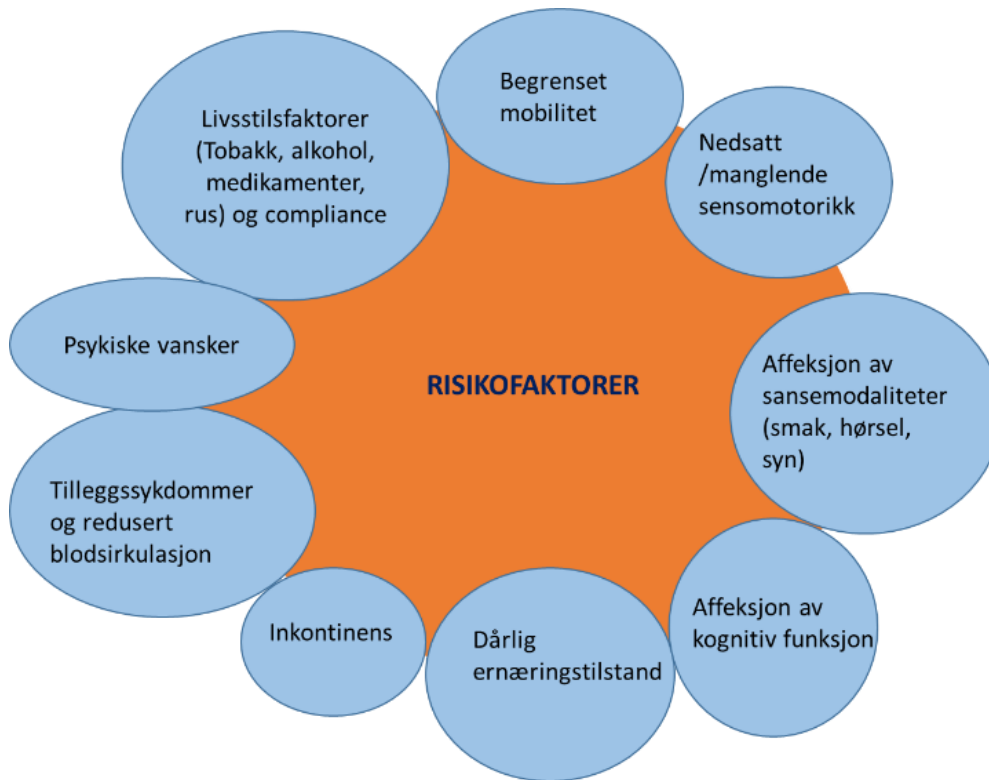 Begrenset
mobilitet
Livsstilsfaktorer
(Tobakk, alkohol,
medikamenter,
rus) og compliance
Nedsatt
/manglende
sensomotorikk
Psykiske vansker
RISIKOFAKTORER
Affeksjon av
sansemodaliteter
(smak, hørsel,
syn)
Tilleggssykdommer
og redusert
blodsirkulasjon
Inkontinens
Dårlig
ernæringstilstand
Affeksjon av
kognitiv funksjon